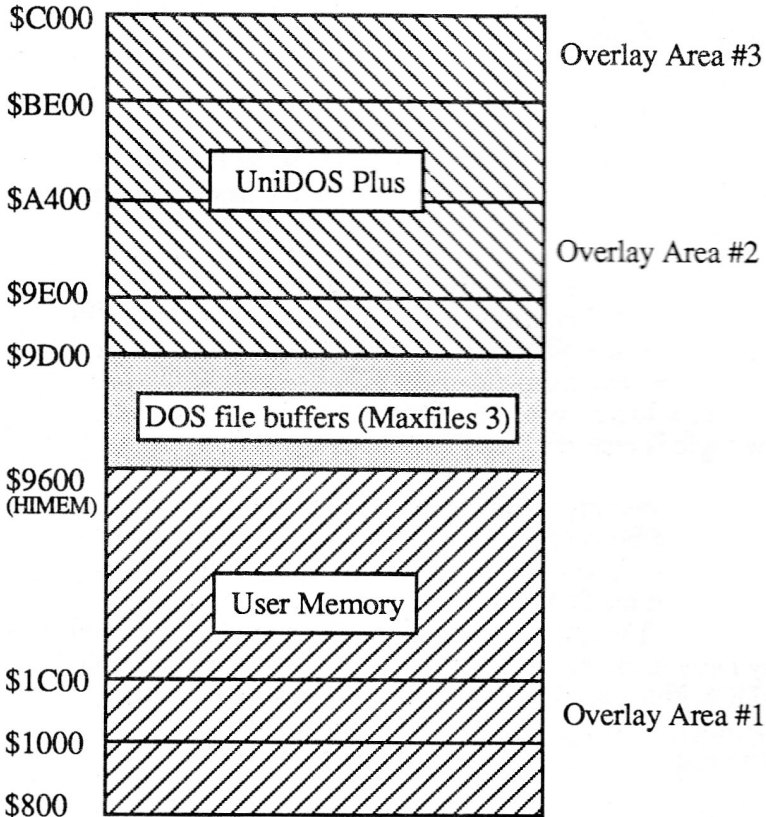 $C000
Overlay Area #3
$BE00
UniDOS Plus
$A400
Overlay Area #2
$9E00
$9D00
DOS file buffers (Maxfiles 3)
$9600
(HIMEM)
User Memory
$1C00
Overlay Area #1
$1000
$800